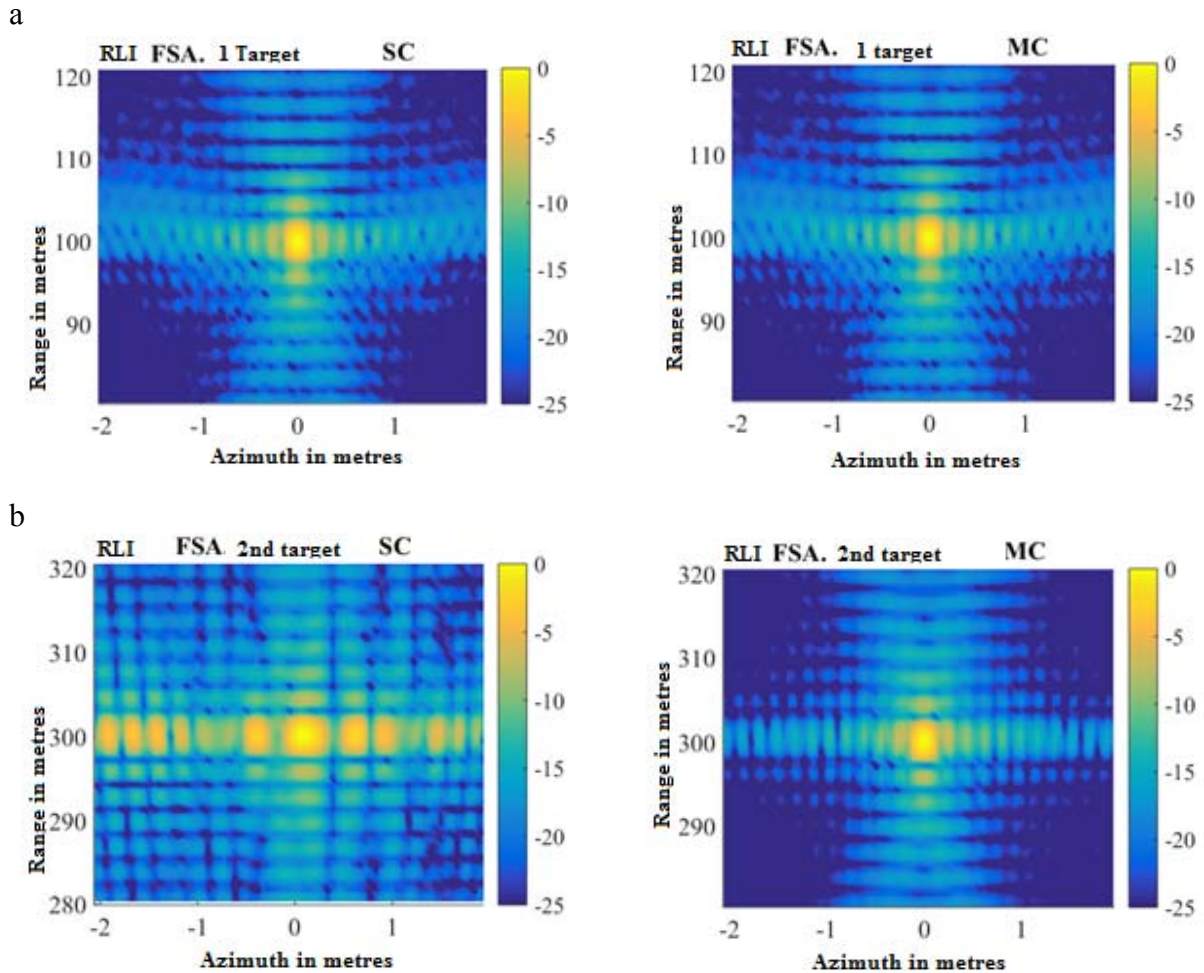 a
RLI FSA. 1 Target SC
120
110
100
90
Range in metres
-2 -1 0 1
Azimuth in metres
0
-5
-10
-15
-20
-25
RLI FSA. 1 target MC
120
110
100
90
Range in metres
-2 -1 0 1
Azimuth in metres
0
-5
-10
-15
-20
-25
b
RLI FSA. 2nd target SC
320
310
300
290
280
Range in metres
-2 -1 0 1
Azimuth in metres
0
-5
-10
-15
-20
-25
RLI FSA. 2nd target MC
320
310
300
290
Range in metres
-2 -1 0 1
Azimuth in metres
0
-5
-10
-15
-20
-25